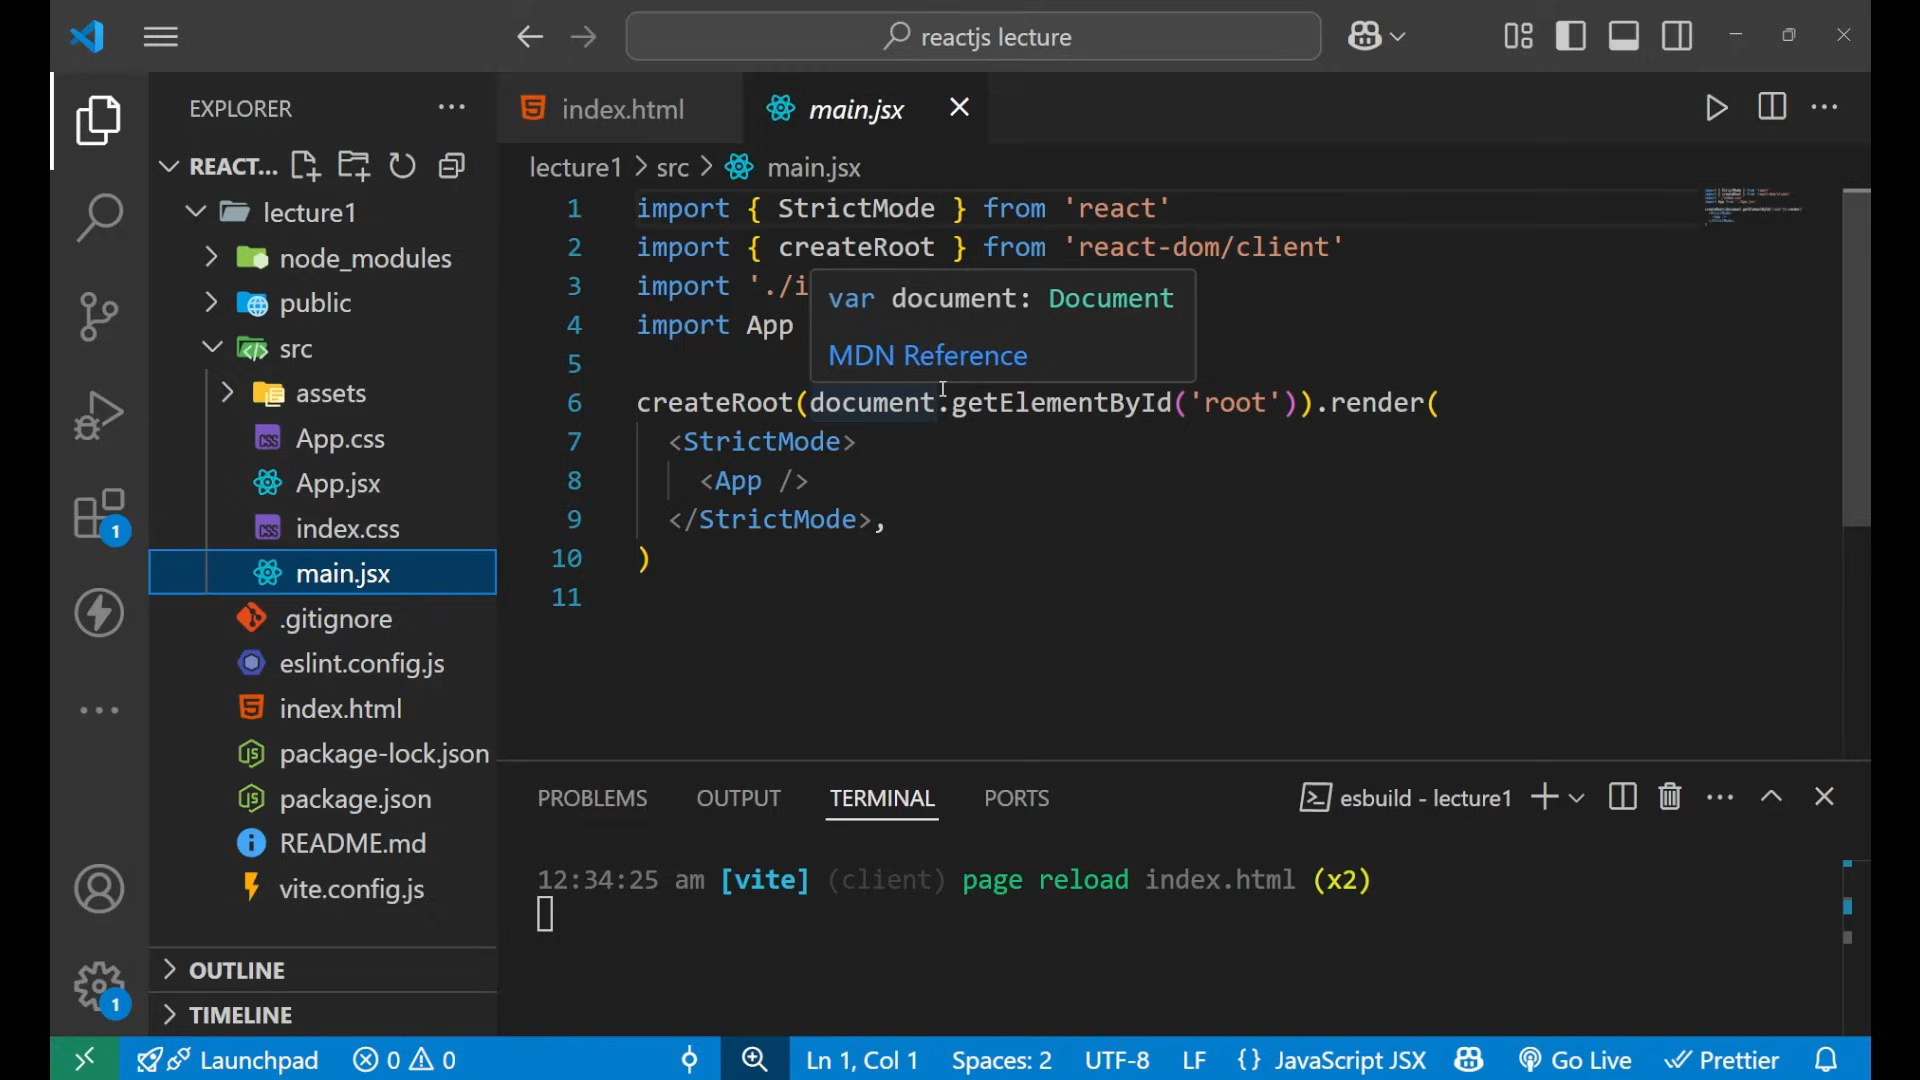 reactjs lecture
EXPLORER
index.html
main.jsx
REACT...
lecture1 > src > main.jsx
lecture1
node_modules
public
src
assets
App.css
App.jsx
index.css
main.jsx
.gitignore
eslint.config.js
index.html
package-lock.json
package.json
README.md
vite.config.js
OUTLINE
TIMELINE
1 import { StrictMode } from 'react'
2 import { createRoot } from 'react-dom/client'
3 import './i
4 import App
var document: Document
MDN Reference
5
6 createRoot(document.getElementById('root')).render(
7 <StrictMode>
8 <App />
9 </StrictMode>,
10 )
11
PROBLEMS OUTPUT TERMINAL PORTS
esbuild - lecture1
12:34:25 am [vite] (client) page reload index.html (x2)
1
1
Launchpad 0 0 Ln 1, Col 1 Spaces: 2 UTF-8 LF {} JavaScript JSX Go Live Prettier